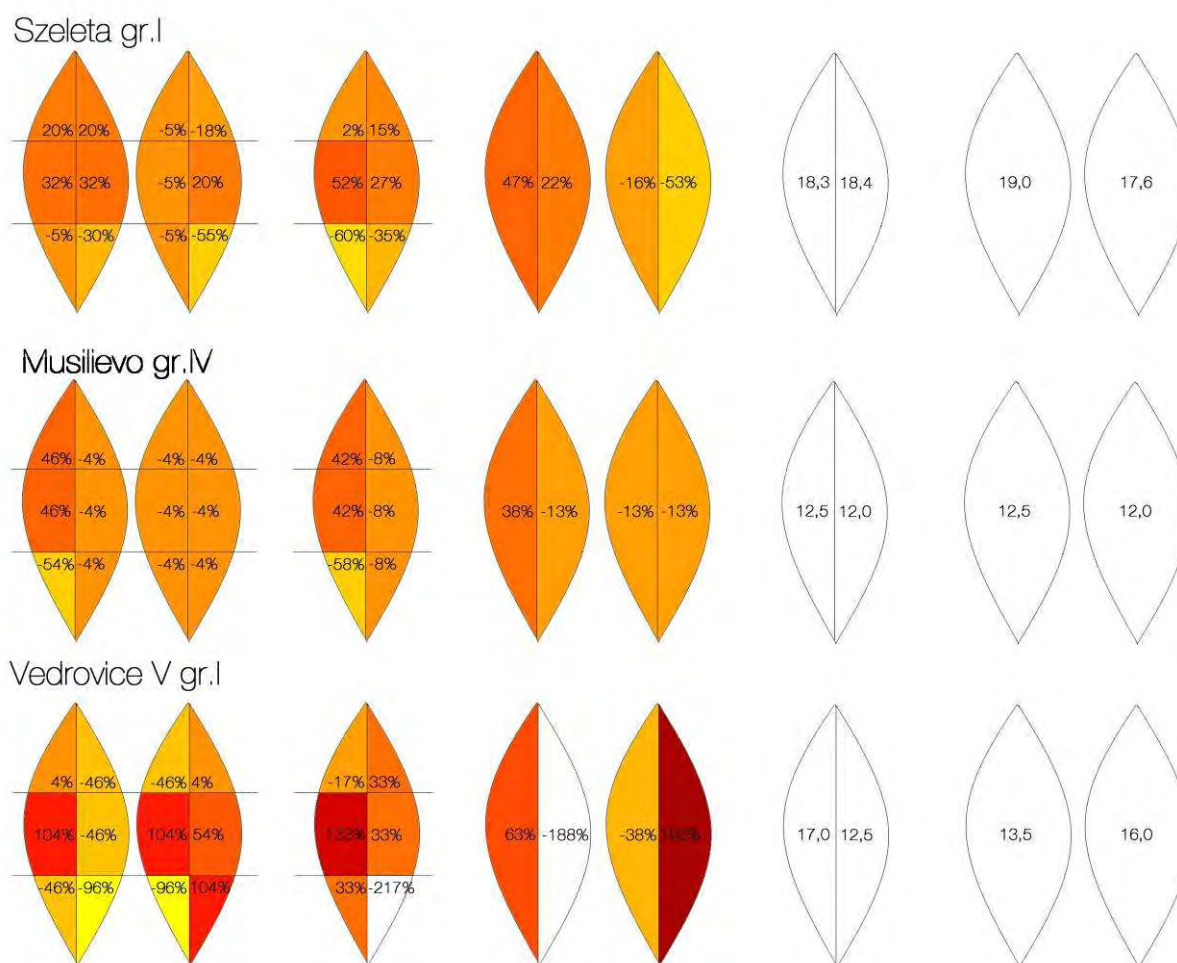 Szeleta gr.I
20% 20% -5% -18% 2% 15%
32% 32% -5% 20% 52% 27% 47% 22% -16% -53% 18,3 18,4 19,0 17,6
-5% -30% -5% -55% -60% -35%
Musilievo gr.IV
46% -4% -4% -4% 42% -8%
46% -4% -4% -4% 42% -8% 38% -13% -13% -13% 12,5 12,0 12,5 12,0
-54% -4% -4% -4% -58% -8%
Vedrovice V gr.I
4% -46% -46% 4% -17% 33%
104% -46% 104% 54% 33% 63% -188% -38% 17,0 12,5 13,5 16,0
-46% -96% -96% 104% 33% -217%